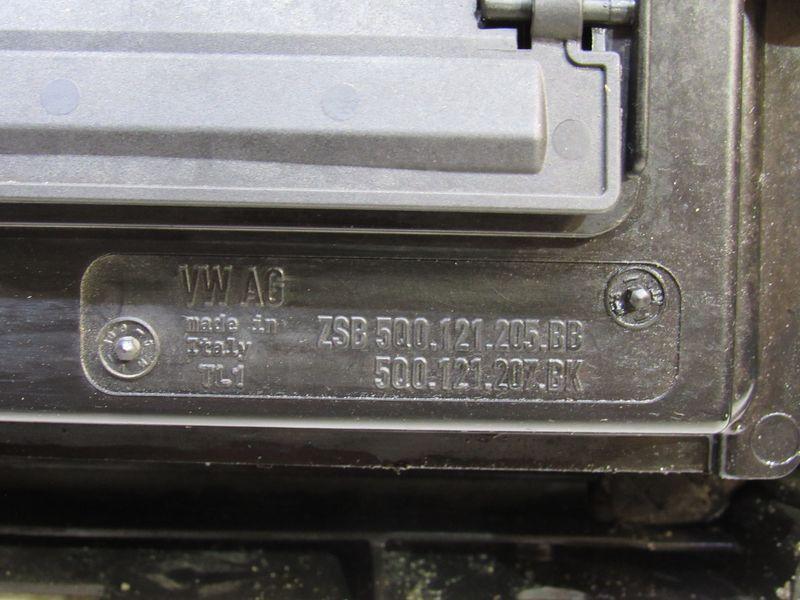 VW AG
made in
Italy
TL1
ZSB 5Q0.121.205.BB
5Q0.121.207.BK